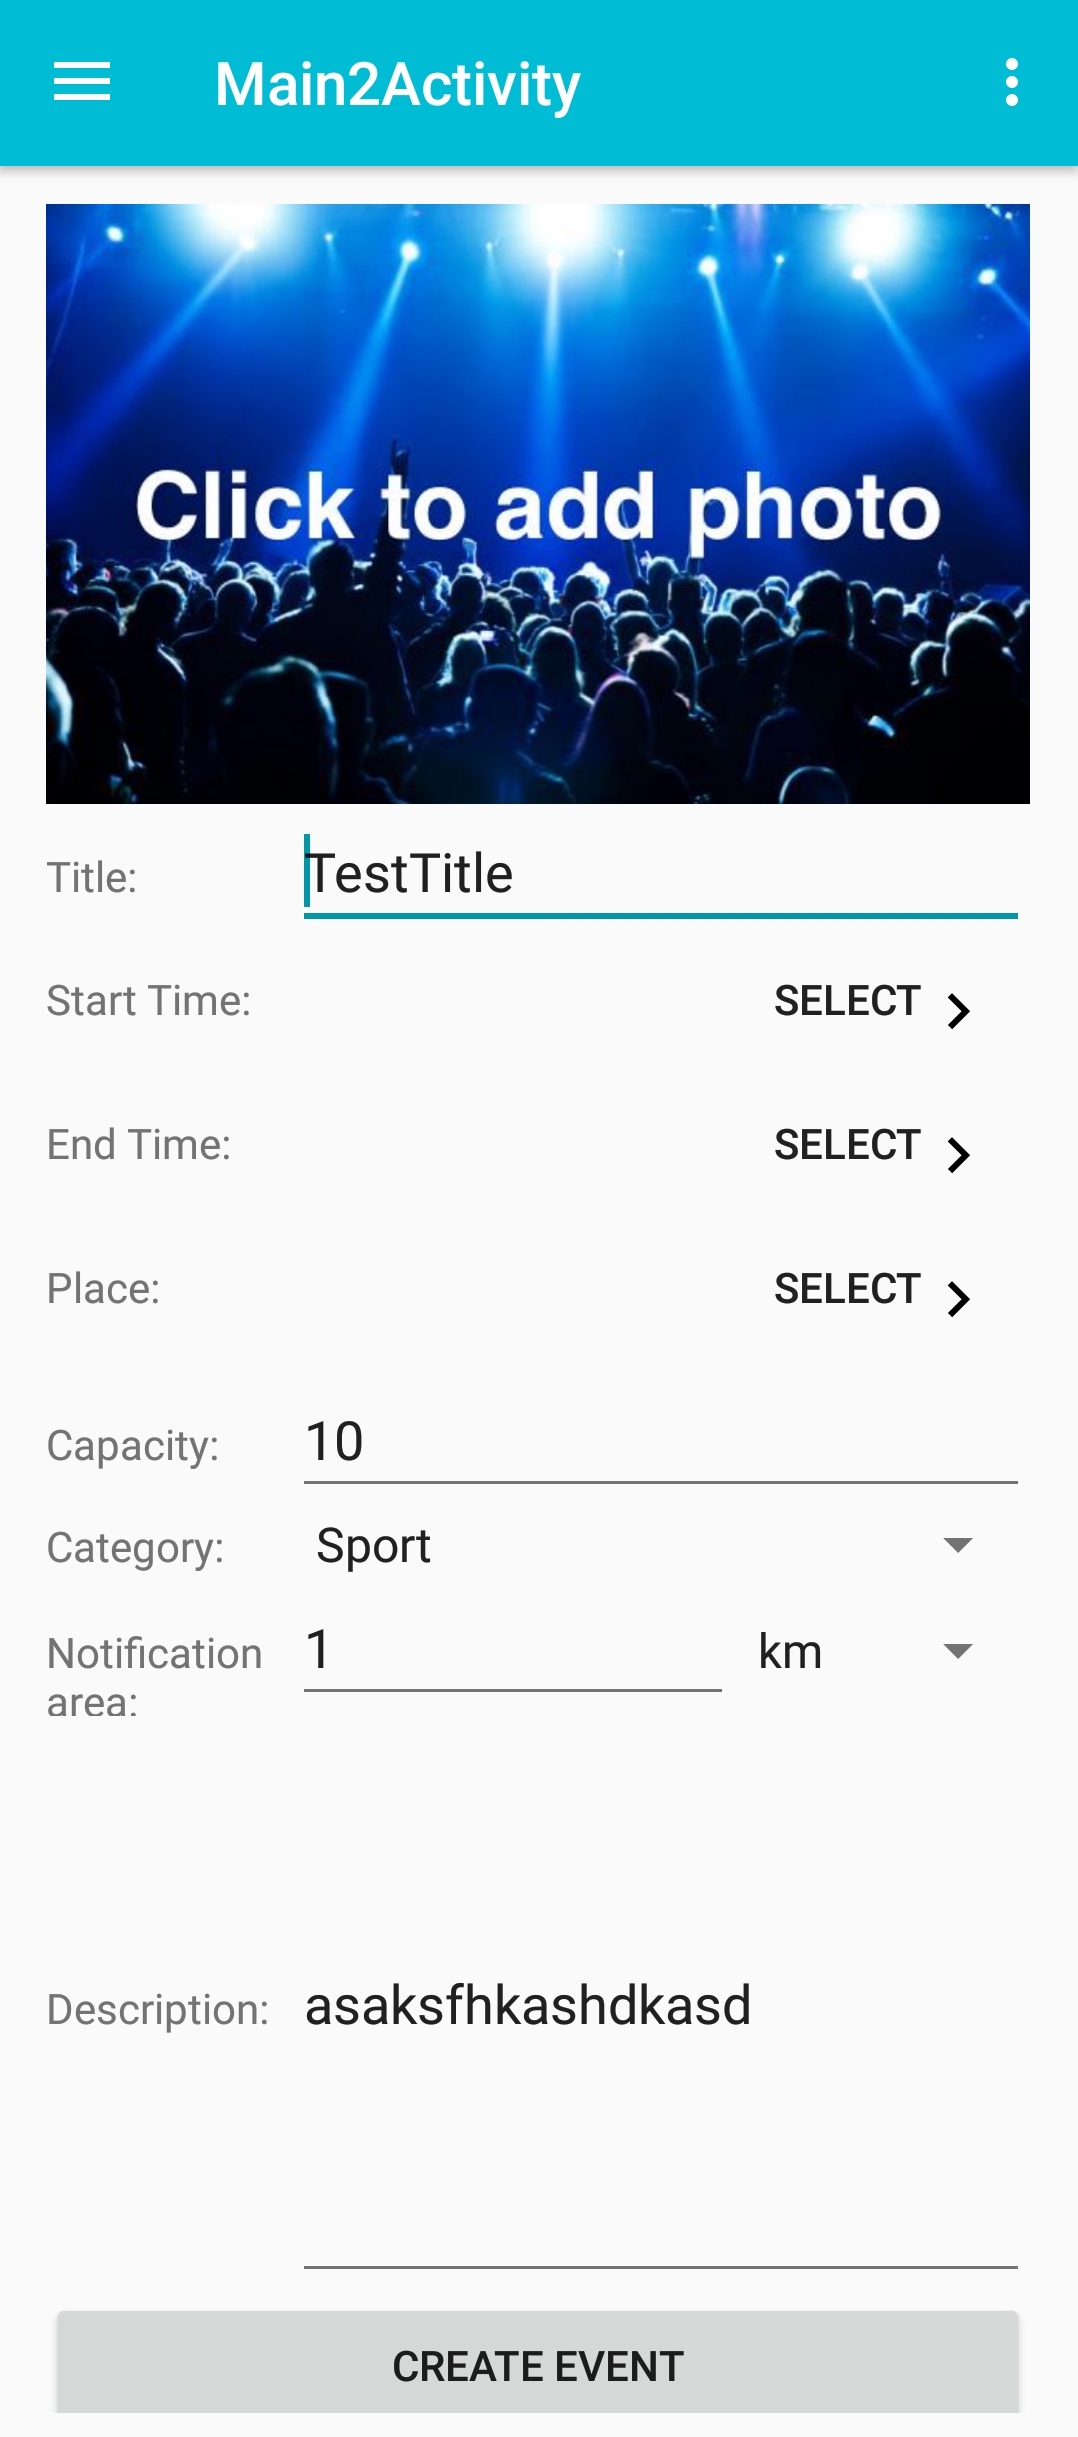 Main2Activity
Click to add photo
Title: TestTitle
Start Time: SELECT
End Time: SELECT
Place: SELECT
Capacity: 10
Category: Sport
Notification area: 1 km
Description: asaksfhkashdkasd
CREATE EVENT